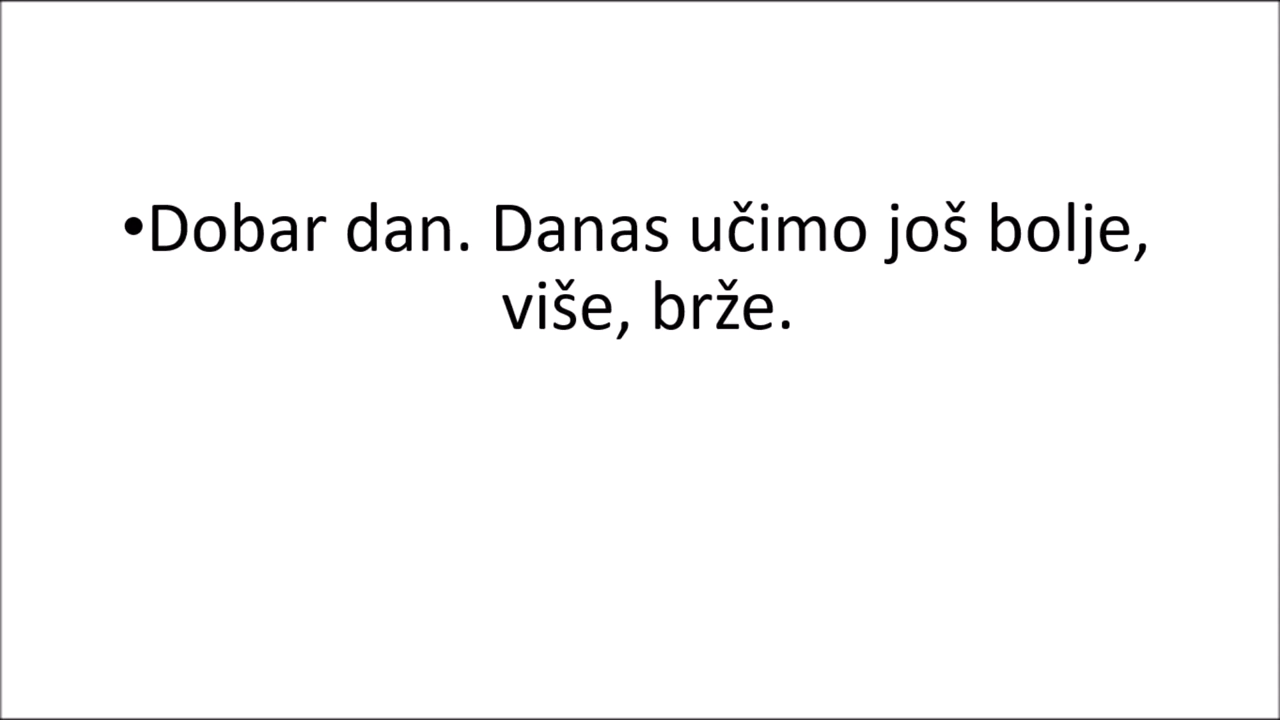 •Dobar dan. Danas učimo još bolje,
više, brže.